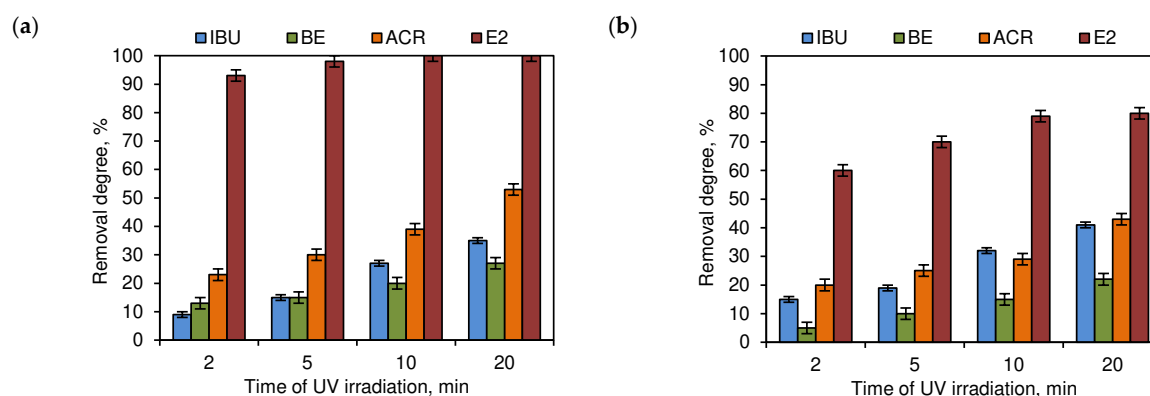 (a)
IBU BE ACR E2
100
90
80
70
60
50
40
30
20
10
0
Removal degree, %
2 5 10 20
Time of UV irradiation, min
(b)
IBU BE ACR E2
100
90
80
70
60
50
40
30
20
10
0
Removal degree, %
2 5 10 20
Time of UV irradiation, min